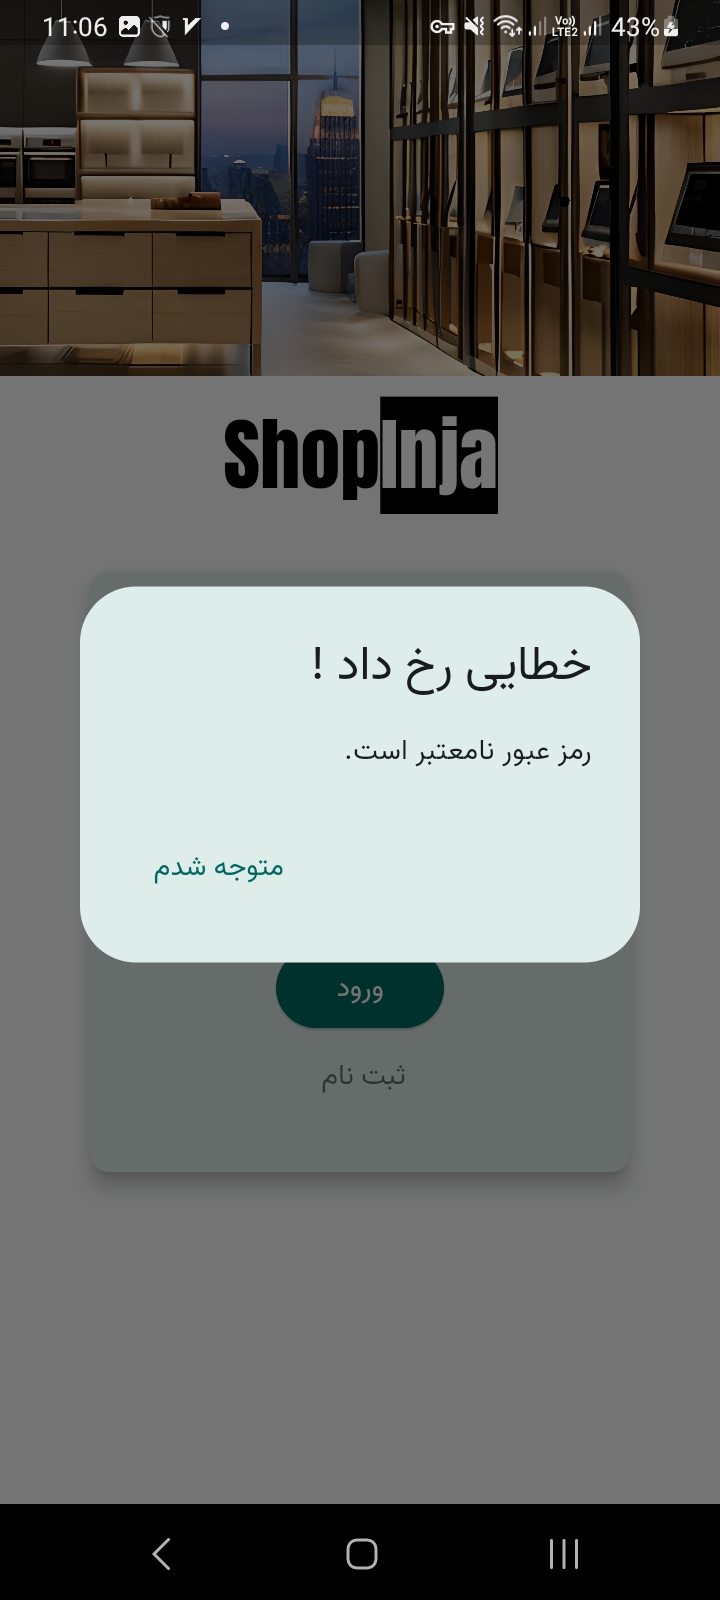 11:06
Vo))
LTE2
43%
ShopInja
خطایی رخ داد !
رمز عبور نامعتبر است.
متوجه شدم
ورود
ثبت نام